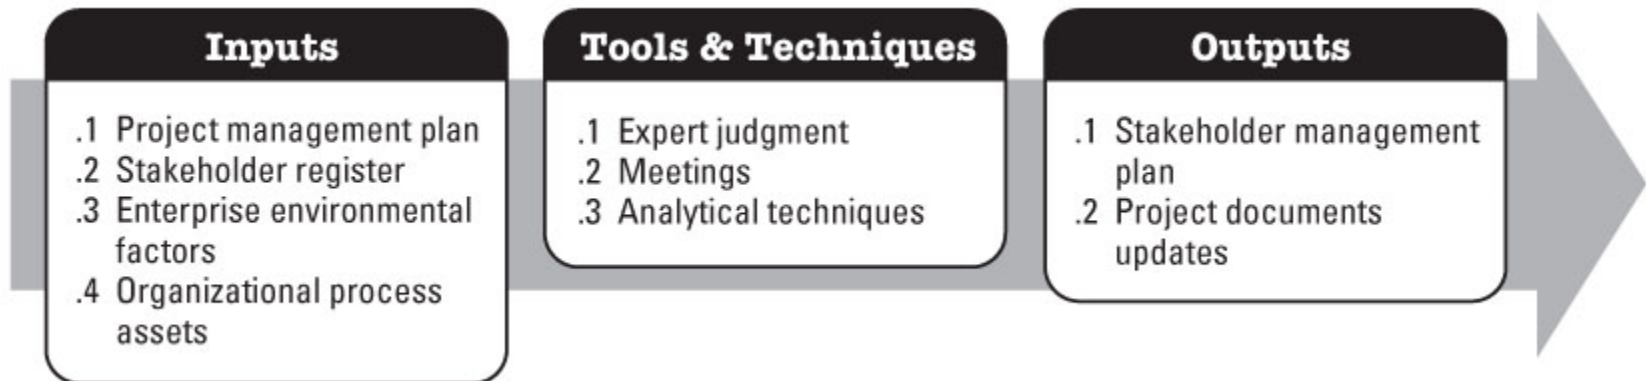 Inputs
.1 Project management plan
.2 Stakeholder register
.3 Enterprise environmental
factors
.4 Organizational process
assets
Tools & Techniques
.1 Expert judgment
.2 Meetings
.3 Analytical techniques
Outputs
.1 Stakeholder management
plan
.2 Project documents
updates